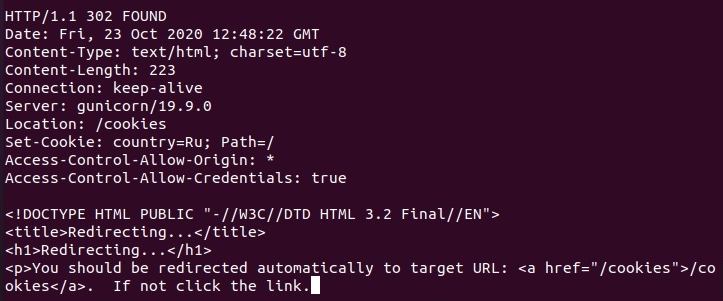 HTTP/1.1 302 FOUND
Date: Fri, 23 Oct 2020 12:48:22 GMT
Content-Type: text/html; charset=utf-8
Content-Length: 223
Connection: keep-alive
Server: gunicorn/19.9.0
Location: /cookies
Set-Cookie: country=Ru; Path=/
Access-Control-Allow-Origin: *
Access-Control-Allow-Credentials: true

<!DOCTYPE HTML PUBLIC "-//W3C//DTD HTML 3.2 Final//EN">
<title>Redirecting...</title>
<h1>Redirecting...</h1>
<p>You should be redirected automatically to target URL: <a href="/cookies">/co
okies</a>.  If not click the link.